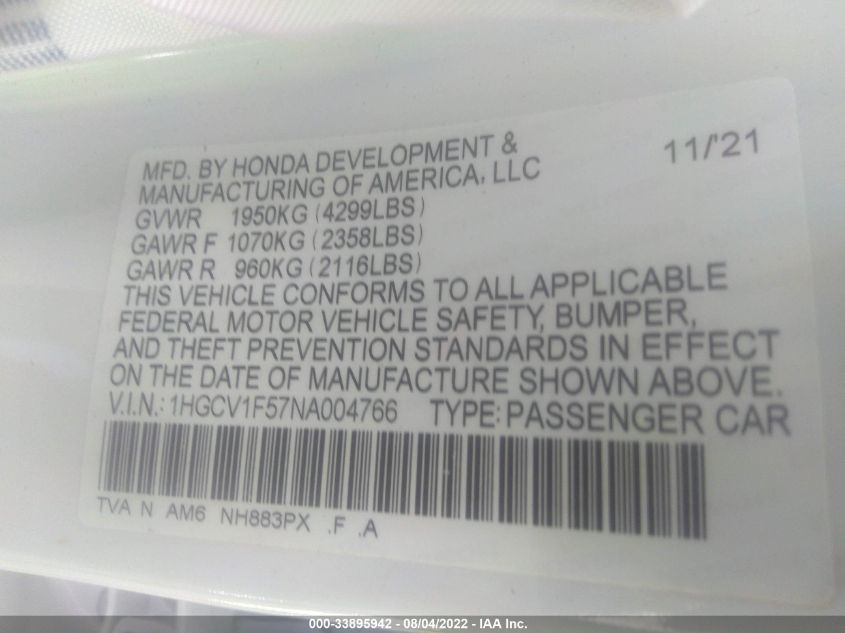 MFD. BY HONDA DEVELOPMENT & 11/'21
MANUFACTURING OF AMERICA, LLC
GVWR 1950KG (4299LBS)
GAWR F 1070KG (2358LBS)
GAWR R 960KG (2116LBS)
THIS VEHICLE CONFORMS TO ALL APPLICABLE
FEDERAL MOTOR VEHICLE SAFETY, BUMPER,
AND THEFT PREVENTION STANDARDS IN EFFECT
ON THE DATE OF MANUFACTURE SHOWN ABOVE.
V.I.N.: 1HGCV1F57NA004766 TYPE: PASSENGER CAR
TVA N AM6 NH883PX .F .A
000-33895942 - 08/04/2022 - IAA Inc.